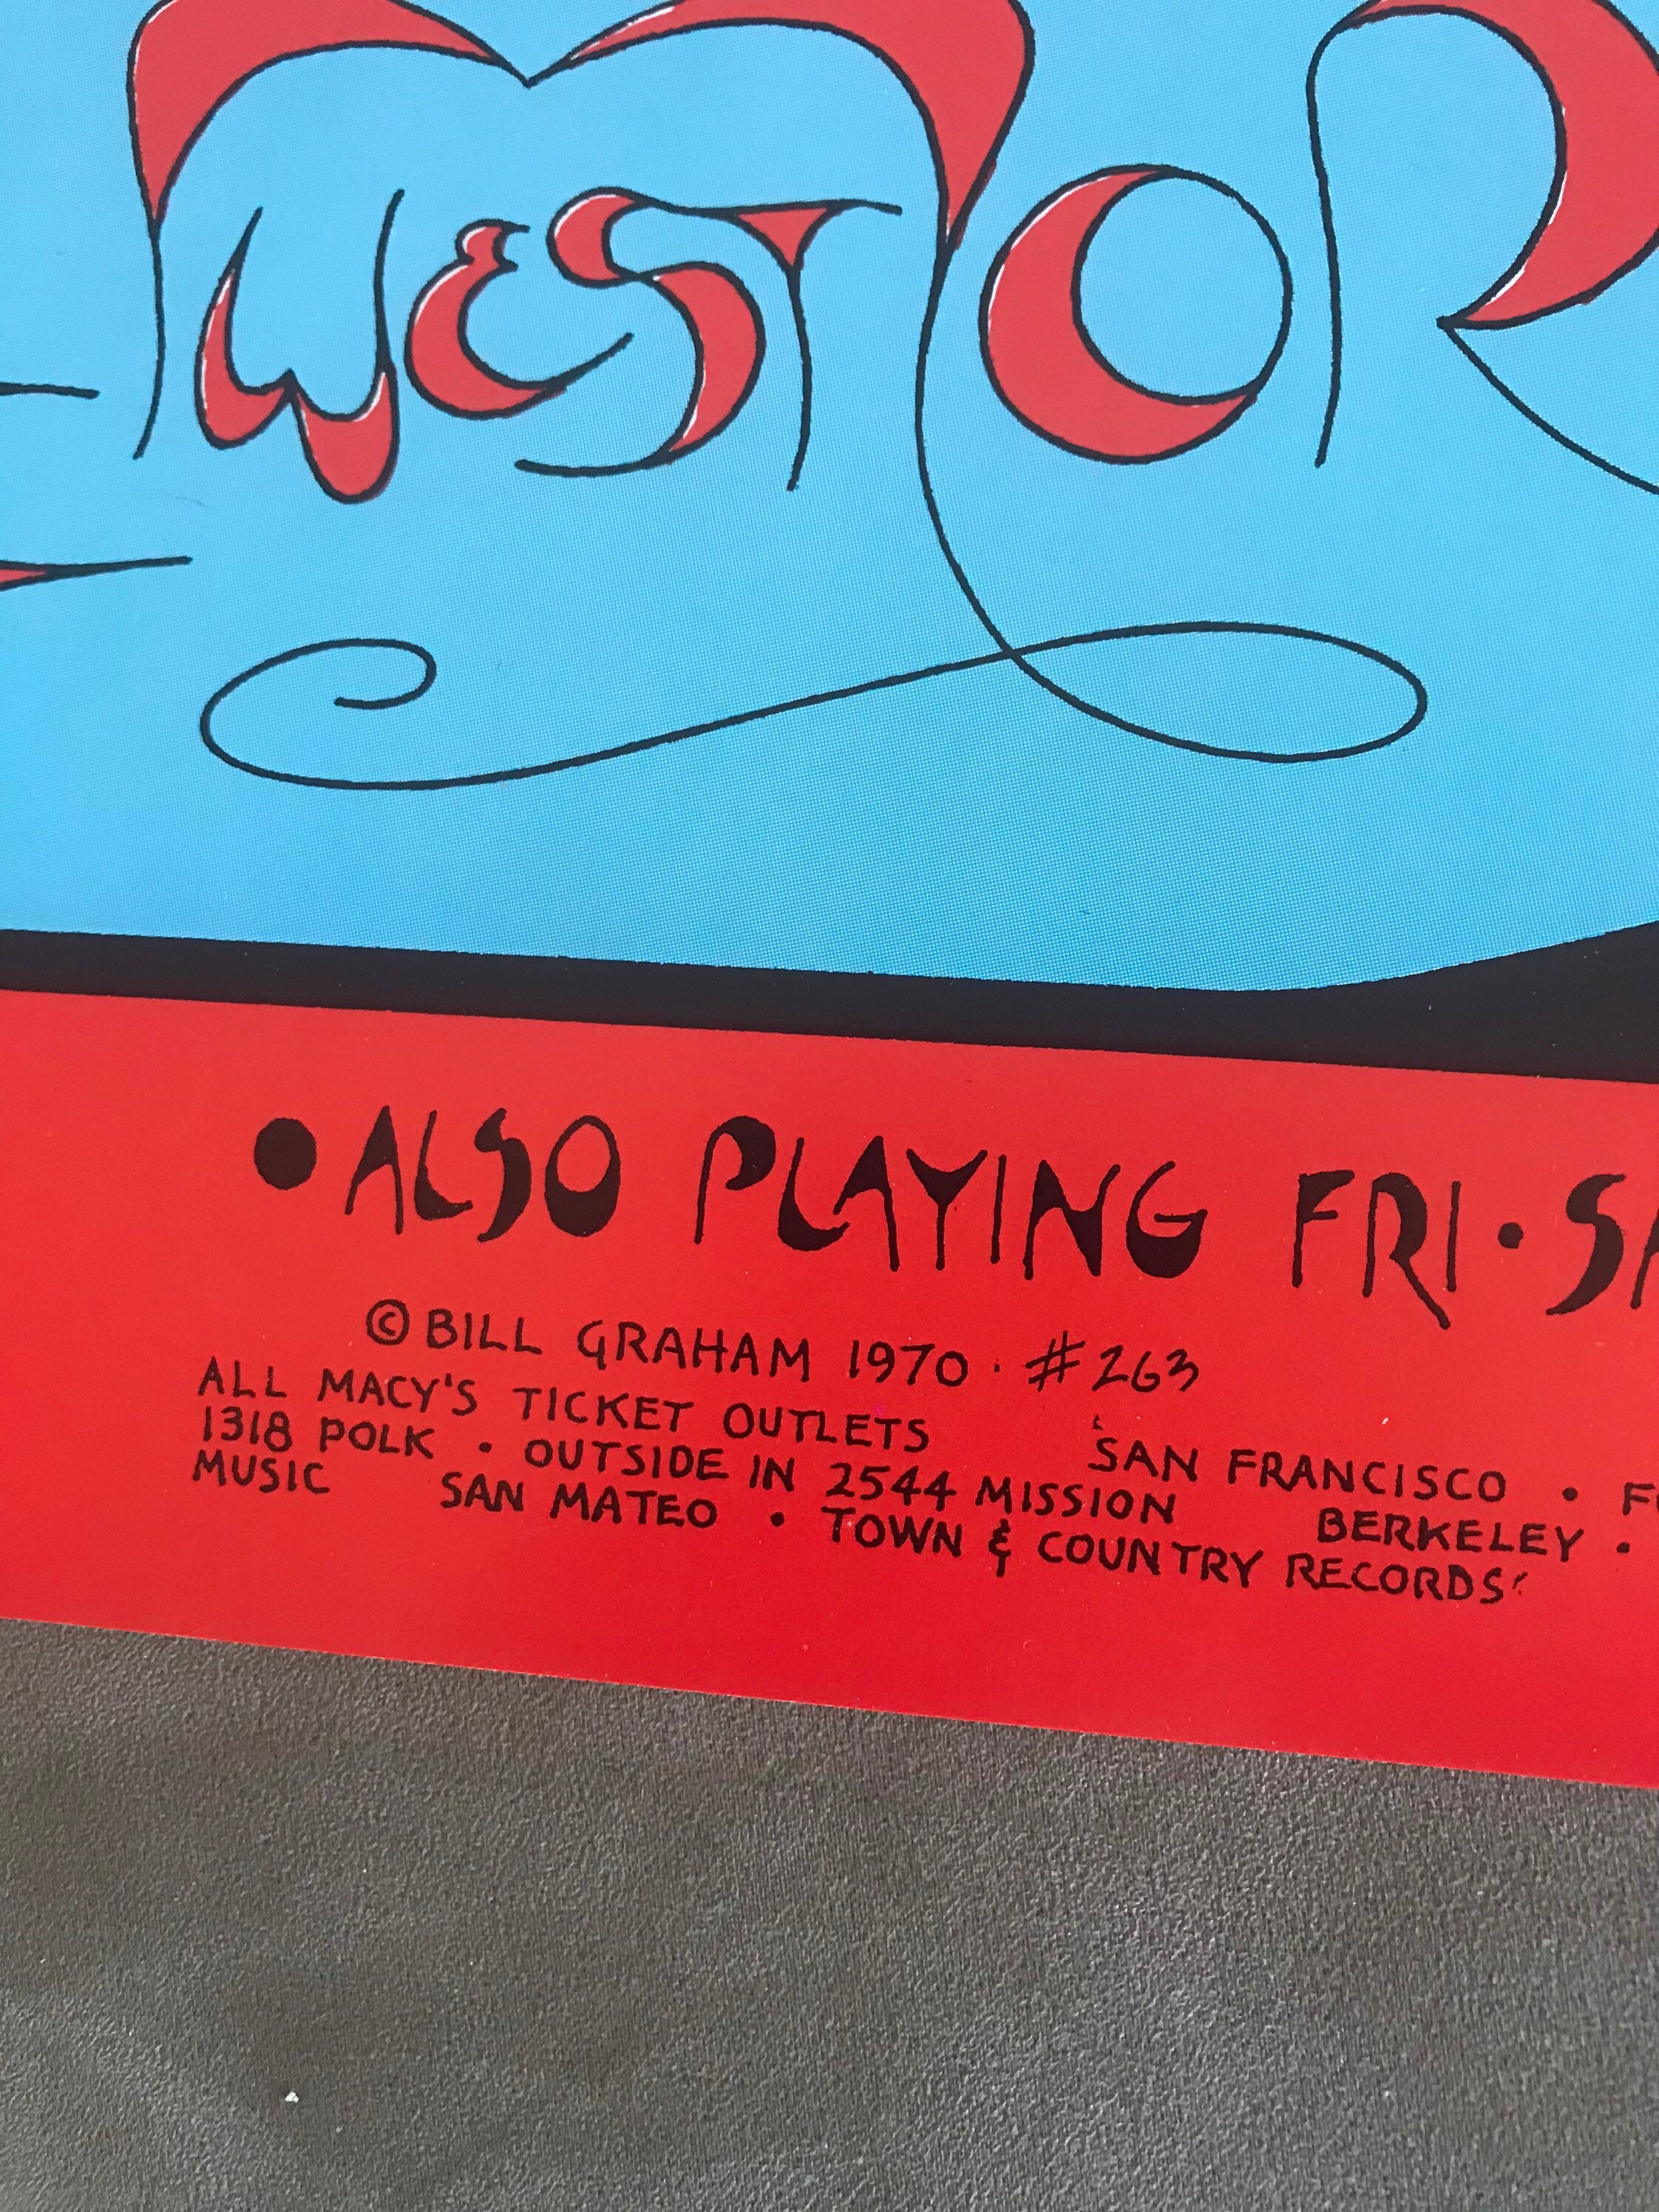 WEST
•ALSO PLAYING FRI•SA
© BILL GRAHAM 1970 • #263
ALL MACY'S TICKET OUTLETS SAN FRANCISCO •
1318 POLK • OUTSIDE IN 2544 MISSION BERKELEY •
MUSIC SAN MATEO • TOWN & COUNTRY RECORDS